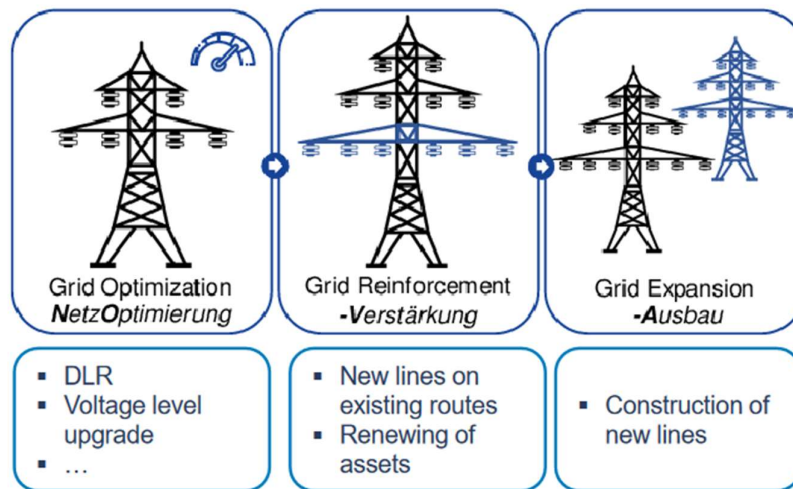 Grid Optimization
NetzOptimierung
Grid Reinforcement
-Verstärkung
Grid Expansion
-Ausbau
▪ DLR
▪ Voltage level
upgrade
▪ …
▪ New lines on
existing routes
▪ Renewing of
assets
▪ Construction of
new lines